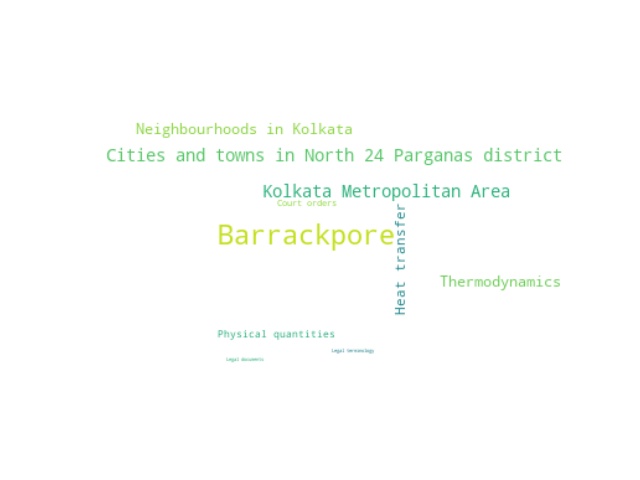 Neighbourhoods in Kolkata
Cities and towns in North 24 Parganas district
Kolkata Metropolitan Area
Court orders
Heat transfer
Barrackpore
Thermodynamics
Physical quantities
Legal terminology
Legal documents